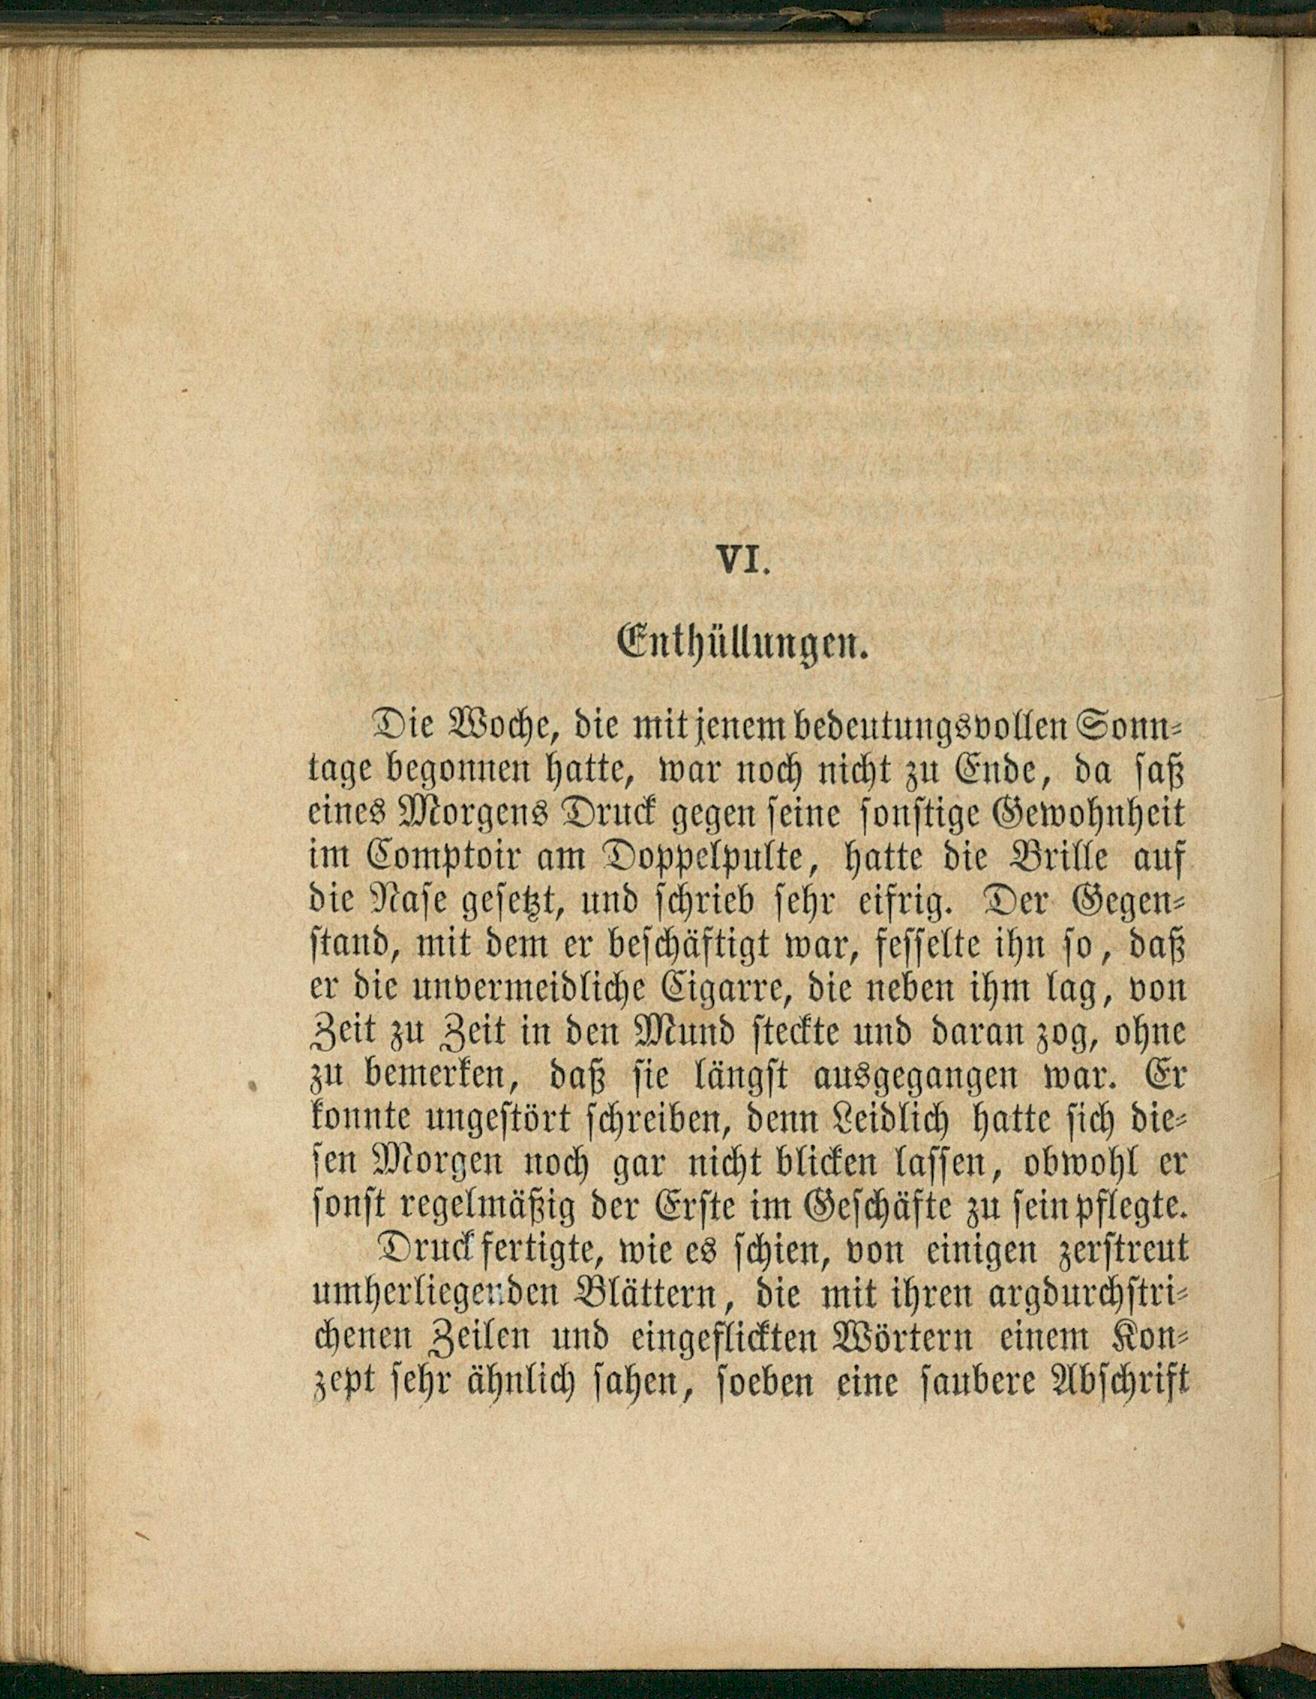 VI.
Enthüllungen.
Die Woche, die mit jenem bedeutungsvollen Sonn-
tage begonnen hatte, war noch nicht zu Ende, da saß
eines Morgens Druck gegen seine sonstige Gewohnheit
im Comptoir am Doppelpulte, hatte die Brille auf
die Nase gesetzt, und schrieb sehr eifrig. Der Gegen-
stand, mit dem er beschäftigt war, fesselte ihn so, daß
er die unvermeidliche Cigarre, die neben ihm lag, von
Zeit zu Zeit in den Mund steckte und daran zog, ohne
zu bemerken, daß sie längst ausgegangen war. Er
konnte ungestört schreiben, denn Leidlich hatte sich die-
sen Morgen noch gar nicht blicken lassen, obwohl er
sonst regelmäßig der Erste im Geschäfte zu sein pflegte.
Druck fertigte, wie es schien, von einigen zerstreut
umherliegenden Blättern, die mit ihren argdurchstri-
chenen Zeilen und eingeflickten Wörtern einem Kon-
zept sehr ähnlich sahen, soeben eine saubere Abschrift